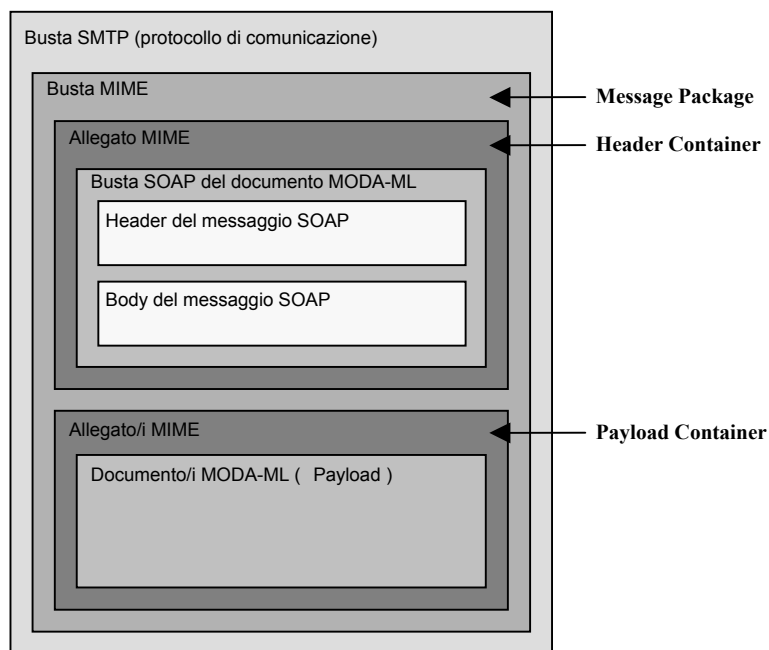 Busta SMTP (protocollo di comunicazione)
Busta MIME
Message Package
Allegato MIME
Header Container
Busta SOAP del documento MODA-ML
Header del messaggio SOAP
Body del messaggio SOAP
Allegato/i MIME
Payload Container
Documento/i MODA-ML ( Payload )